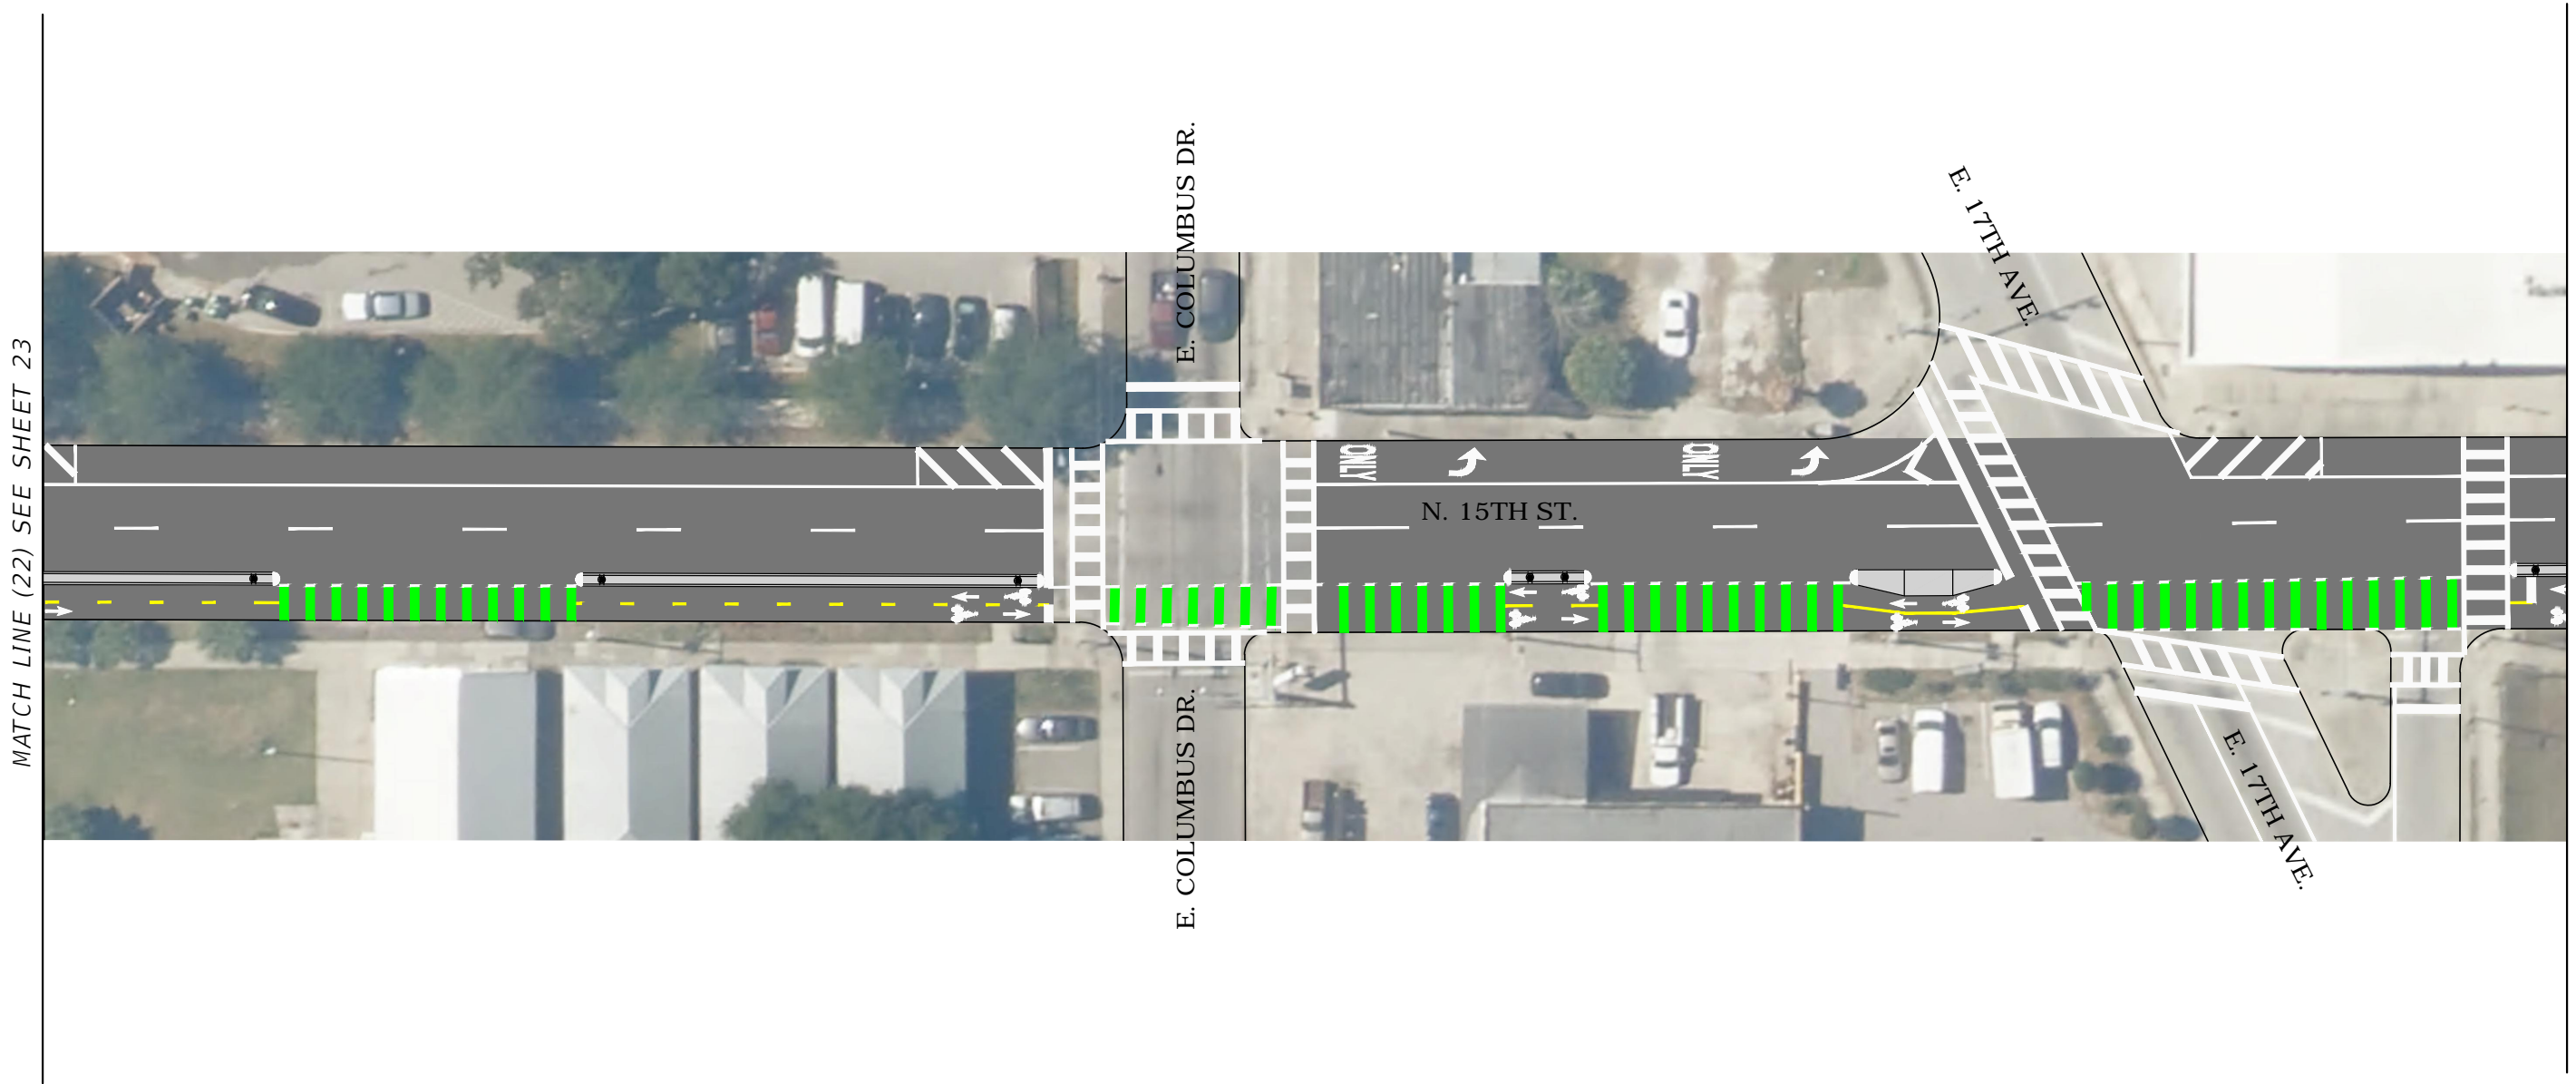 MATCH LINE (22) SEE SHEET 23
E. COLUMBUS DR.
E. 17TH AVE.
ONLY
ONLY
N. 15TH ST.
E. COLUMBUS DR.
E. 17TH AVE.